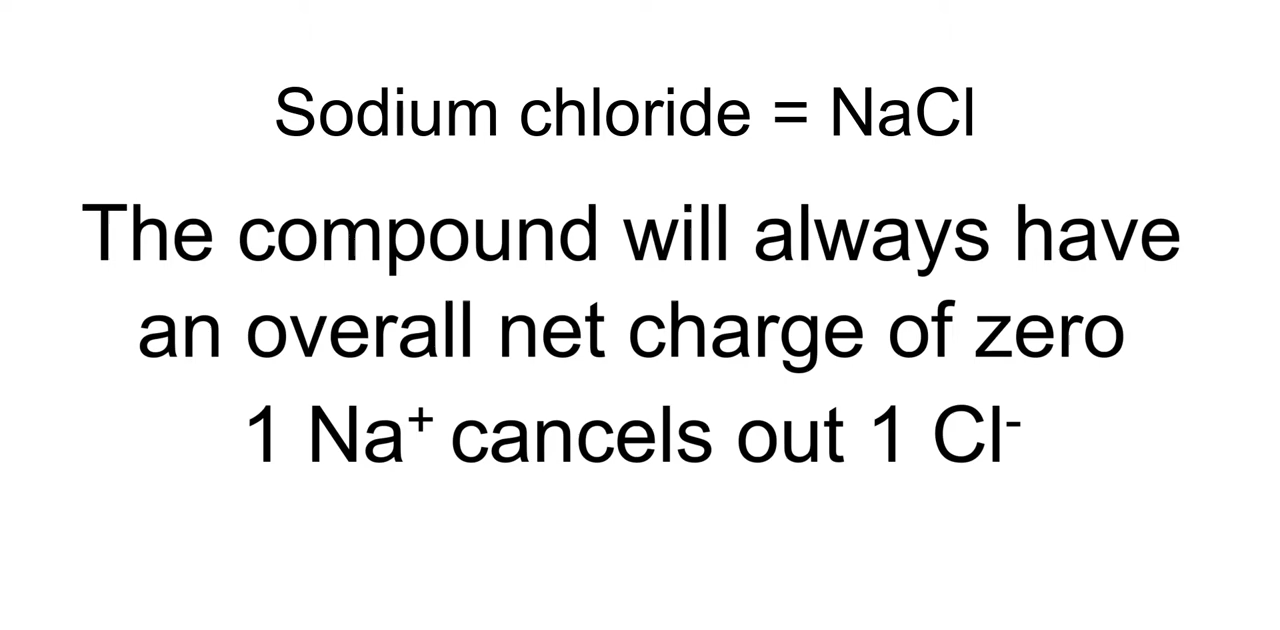 Sodium chloride = NaCl
The compound will always have
an overall net charge of zero
1 Na⁺ cancels out 1 Cl⁻